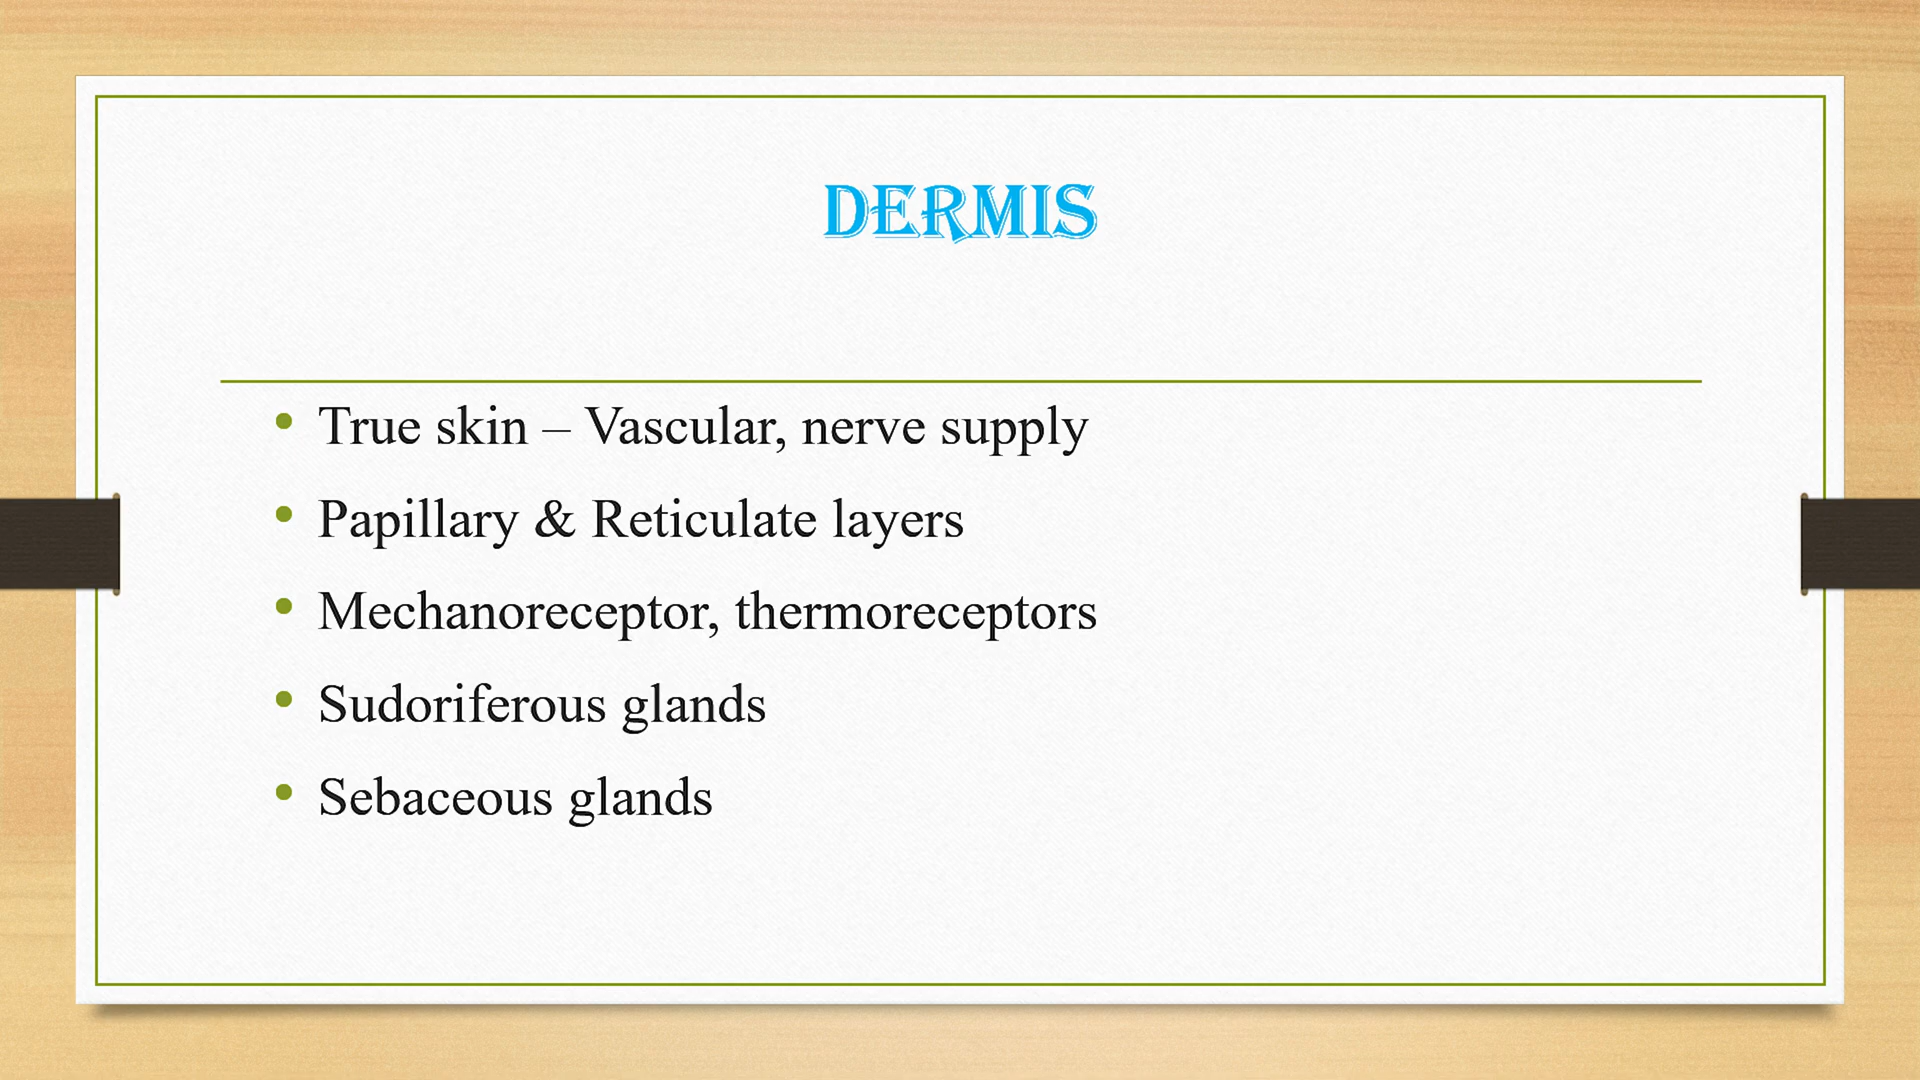 DERMIS
• True skin – Vascular, nerve supply
• Papillary & Reticulate layers
• Mechanoreceptor, thermoreceptors
• Sudoriferous glands
• Sebaceous glands